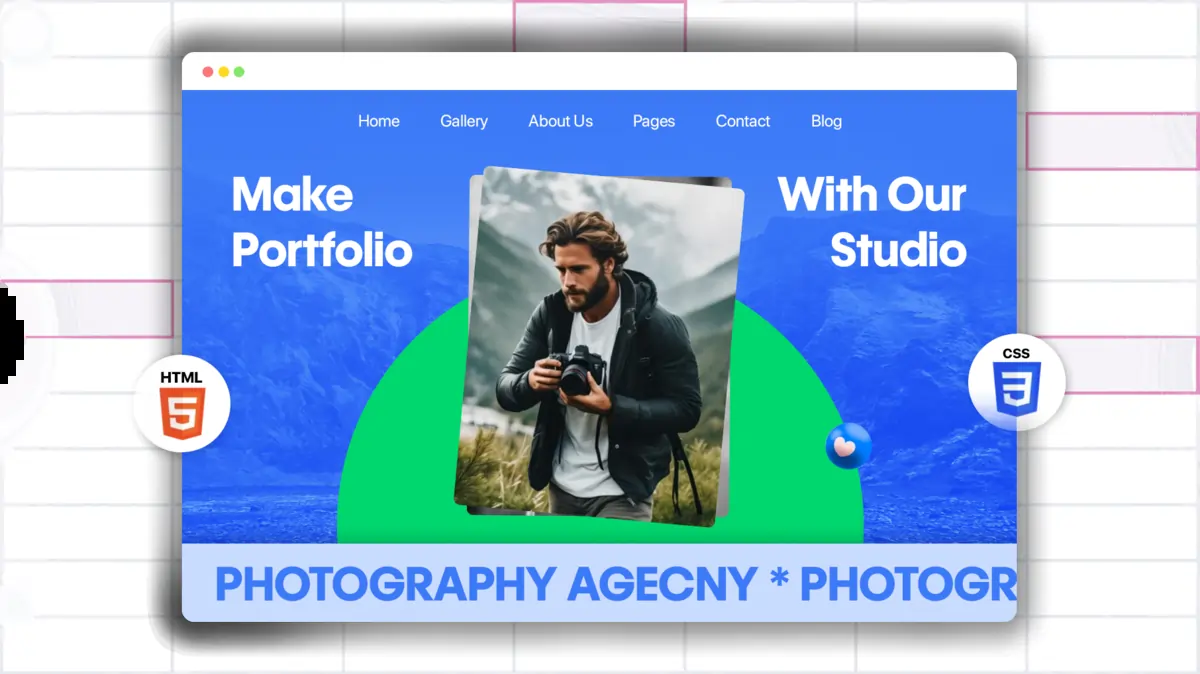 Home Gallery About Us Pages Contact Blog
Make
Portfolio
With Our
Studio
HTML
5
CSS
3
PHOTOGRAPHY AGECNY * PHOTOGR